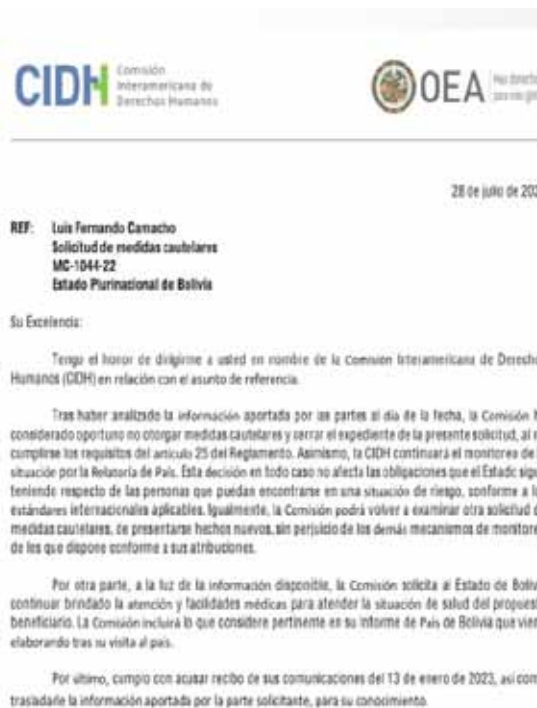 CIDH
Comisión
Interamericana de
Derechos Humanos
OEA
28 de julio de 202
REF: Luis Fernando Camacho
Solicitud de medidas cautelares
MC-1044-22
Estado Plurinacional de Bolivia
Su Excelencia:
Tengo el honor de dirigirme a usted en nombre de la Comisión Interamericana de Derecho
Humanos (CIDH) en relación con el asunto de referencia.
Tras haber analizado la información aportada por las partes al día de la fecha, la Comisión h
considerado oportuno no otorgar medidas cautelares y cerrar el expediente de la presente solicitud, al n
cumplirse los requisitos del artículo 25 del Reglamento. Asimismo, la CIDH continuará el monitoreo de l
situación por la Relatoría de País. Esta decisión en todo caso no afecta las obligaciones que el Estado sigu
teniendo respecto de las personas que puedan encontrarse en una situación de riesgo, conforme a lo
estándares internacionales aplicables. Igualmente, la Comisión podrá volver a examinar otra solicitud d
medidas cautelares, de presentarse hechos nuevos, sin perjuicio de los demás mecanismos de monitore
de los que dispone conforme a sus atribuciones.
Por otra parte, a la luz de la información disponible, la Comisión solicita al Estado de Boliv
continuar brindado la atención y facilidades médicas para atender la situación de salud del propues
beneficiario. La Comisión incluirá lo que considere pertinente en su Informe de País de Bolivia que vien
elaborando tras su visita al país.
Por último, cumplo con acusar recibo de sus comunicaciones del 13 de enero de 2023, así com
trasladarle la información aportada por la parte solicitante, para su conocimiento.